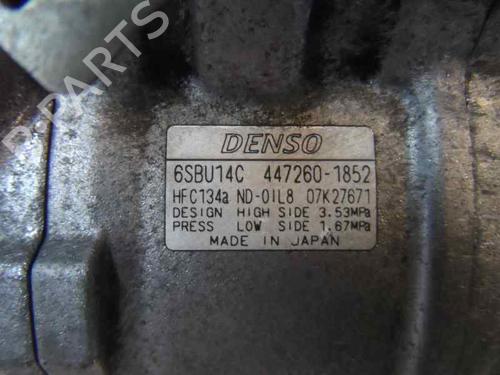 DENSO
6SBU14C 447260-1852
HFC134a ND-OIL8 07K27671
DESIGN HIGH SIDE 3.53MPa
PRESS LOW SIDE 1.67MPa
MADE IN JAPAN
B-PARTS